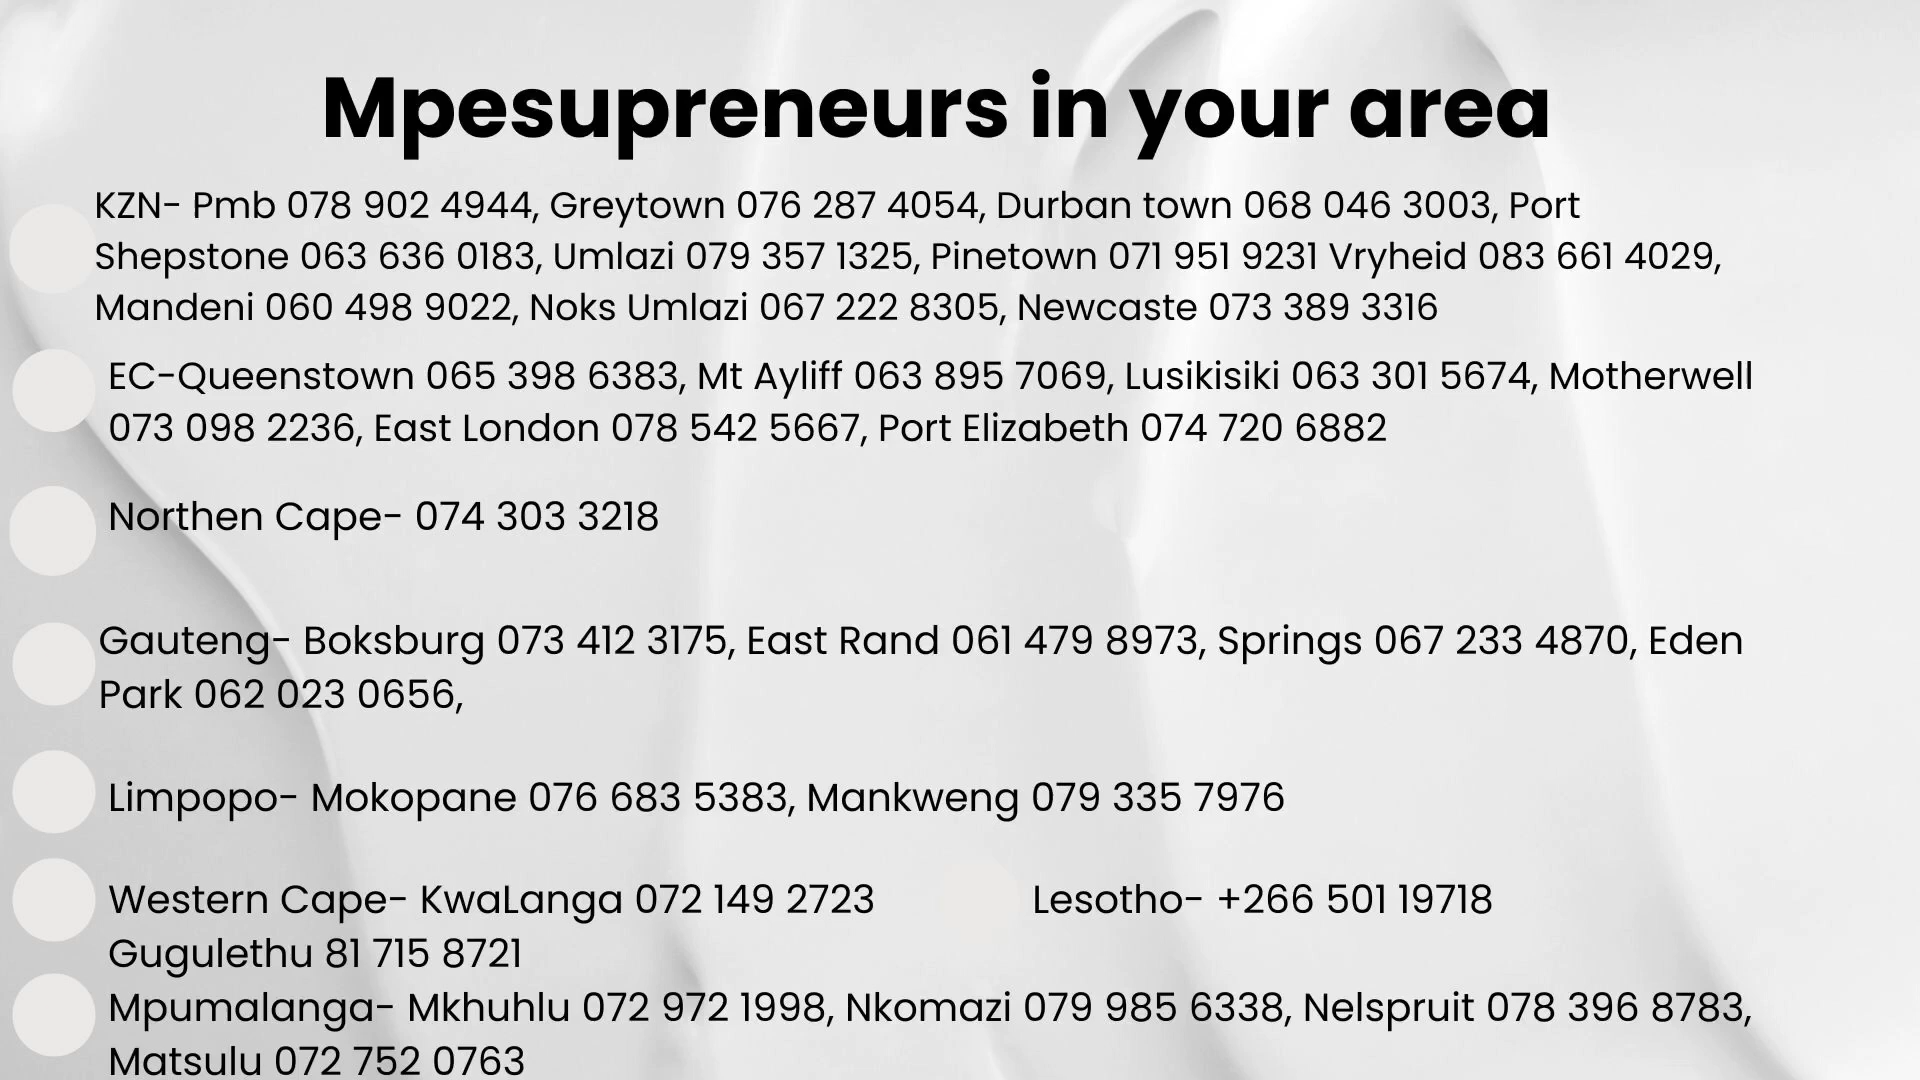 Mpesupreneurs in your area
KZN- Pmb 078 902 4944, Greytown 076 287 4054, Durban town 068 046 3003, Port
Shepstone 063 636 0183, Umlazi 079 357 1325, Pinetown 071 951 9231 Vryheid 083 661 4029,
Mandeni 060 498 9022, Noks Umlazi 067 222 8305, Newcaste 073 389 3316
EC-Queenstown 065 398 6383, Mt Ayliff 063 895 7069, Lusikisiki 063 301 5674, Motherwell
073 098 2236, East London 078 542 5667, Port Elizabeth 074 720 6882
Northen Cape- 074 303 3218
Gauteng- Boksburg 073 412 3175, East Rand 061 479 8973, Springs 067 233 4870, Eden
Park 062 023 0656,
Limpopo- Mokopane 076 683 5383, Mankweng 079 335 7976
Western Cape- KwaLanga 072 149 2723
Gugulethu 81 715 8721
Lesotho- +266 501 19718
Mpumalanga- Mkhuhlu 072 972 1998, Nkomazi 079 985 6338, Nelspruit 078 396 8783,
Matsulu 072 752 0763